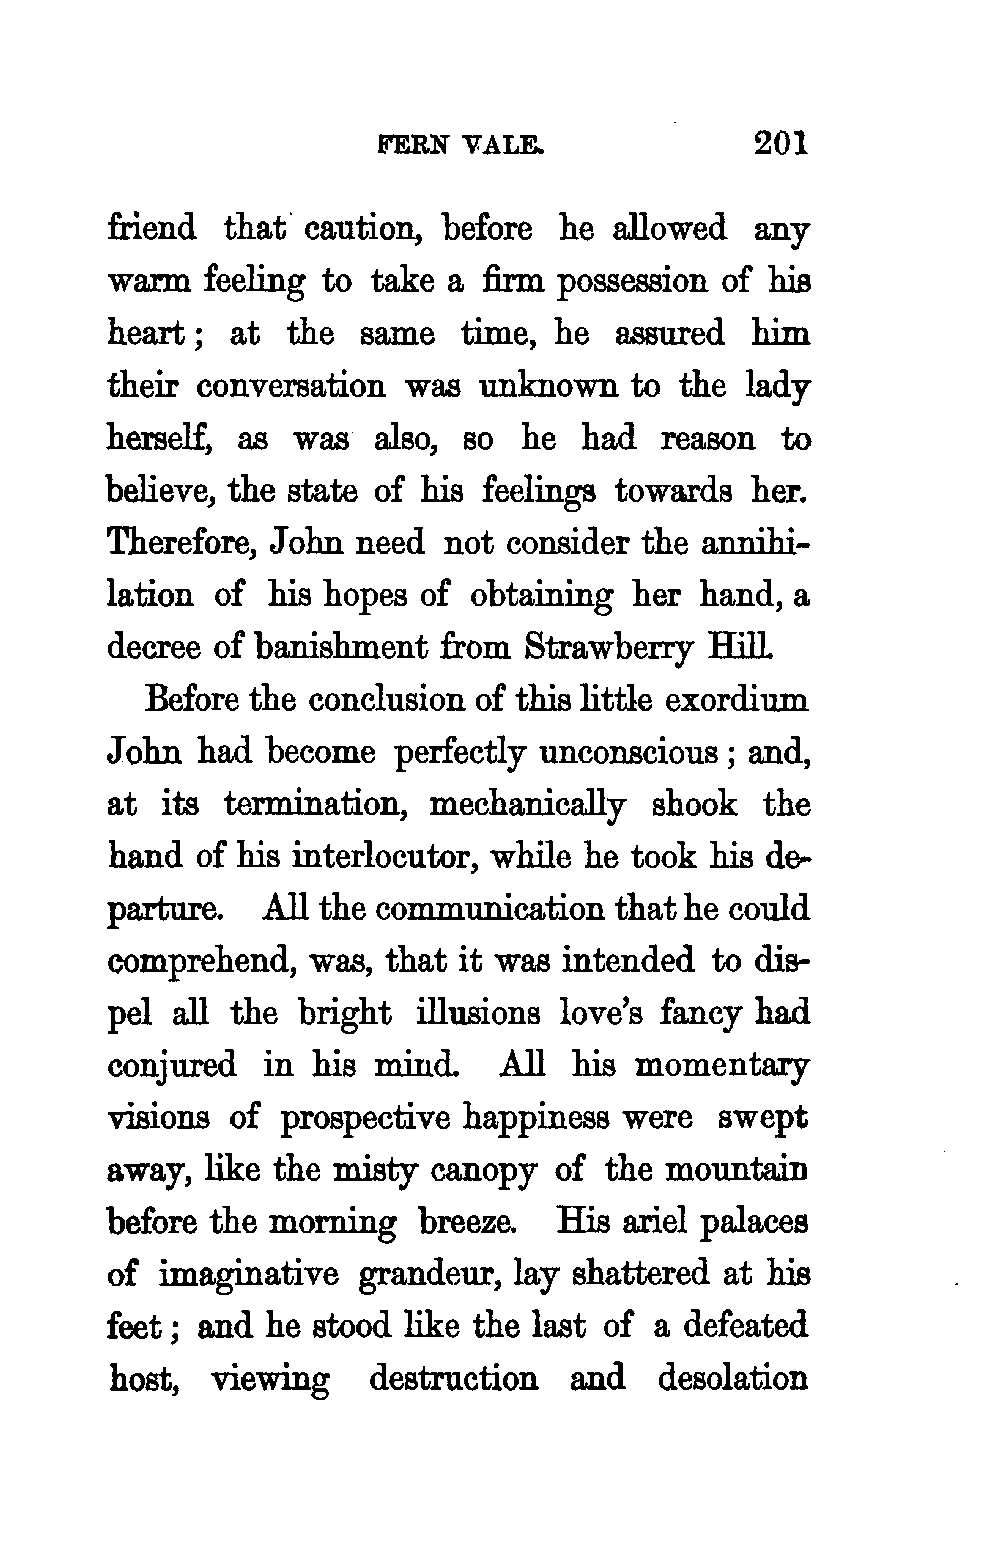 FERN VALE. 201
friend that caution, before he allowed any
warm feeling to take a firm possession of his
heart; at the same time, he assured him
their conversation was unknown to the lady
herself, as was also, so he had reason to
believe, the state of his feelings towards her.
Therefore, John need not consider the annihi-
lation of his hopes of obtaining her hand, a
decree of banishment from Strawberry Hill.
Before the conclusion of this little exordium
John had become perfectly unconscious; and,
at its termination, mechanically shook the
hand of his interlocutor, while he took his de-
parture. All the communication that he could
comprehend, was, that it was intended to dis-
pel all the bright illusions love's fancy had
conjured in his mind. All his momentary
visions of prospective happiness were swept
away, like the misty canopy of the mountain
before the morning breeze. His ariel palaces
of imaginative grandeur, lay shattered at his
feet; and he stood like the last of a defeated
host, viewing destruction and desolation